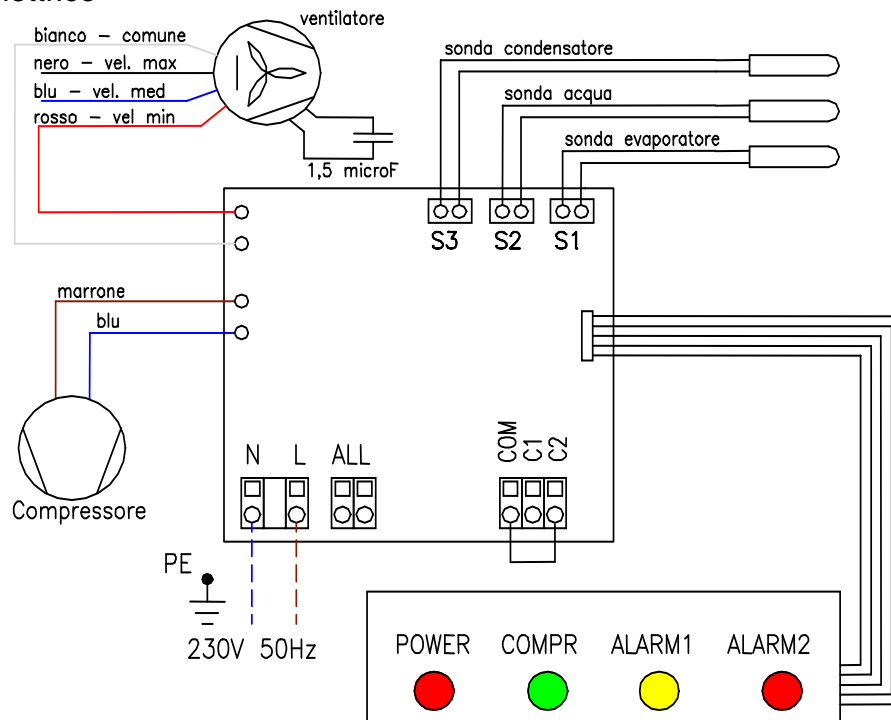 ventilatore
bianco – comune
nero – vel. max
blu – vel. med
rosso – vel min
1,5 microF
sonda condensatore
sonda acqua
sonda evaporatore
S3 S2 S1
marrone
blu
Compressore
N L ALL
COM C1 C2
PE
230V 50Hz
POWER COMPR ALARM1 ALARM2